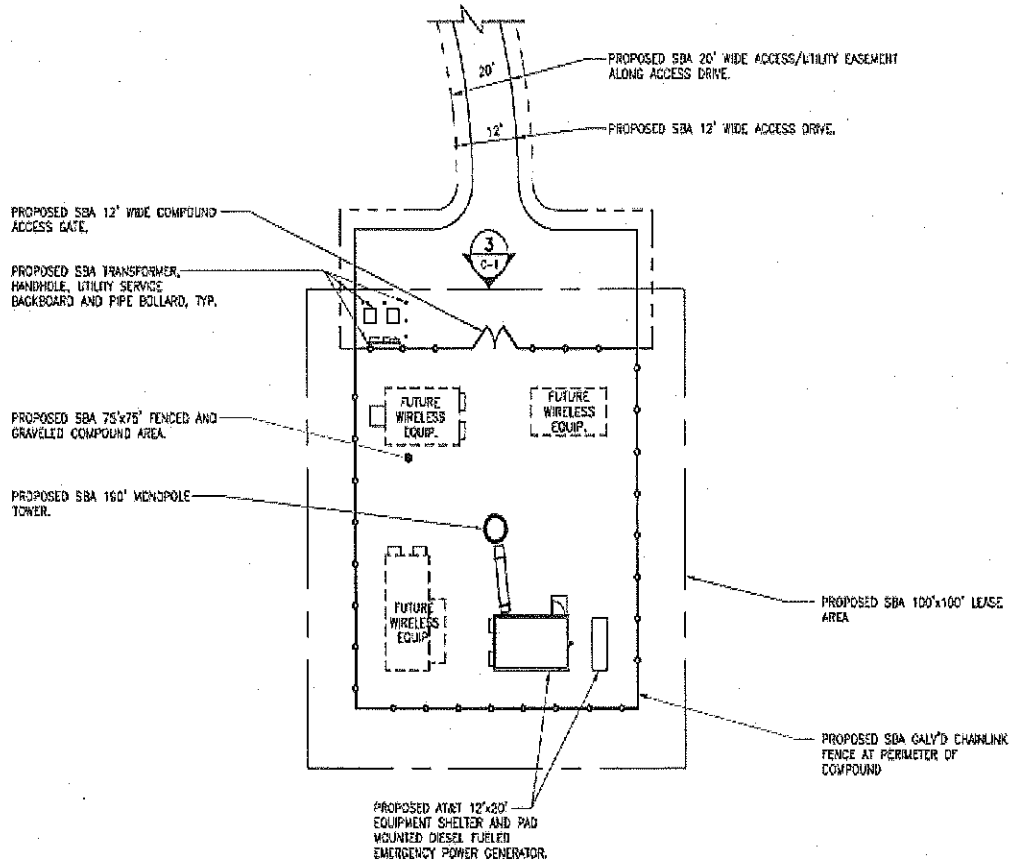 20'
PROPOSED SBA 20' WIDE ACCESS/UTILITY EASEMENT
ALONG ACCESS DRIVE.
12'
PROPOSED SBA 12' WIDE ACCESS DRIVE.
PROPOSED SBA 12' WIDE COMPOUND
ACCESS GATE.
3
C-1
PROPOSED SBA TRANSFORMER,
HANDHOLE, UTILITY SERVICE
BACKBOARD AND PIPE BOLLARD, TYP.
FUTURE
WIRELESS
EQUIP.
FUTURE
WIRELESS
EQUIP.
PROPOSED SBA 75'x75' FENCED AND
GRAVELED COMPOUND AREA.
PROPOSED SBA 160' MONOPOLE
TOWER.
FUTURE
WIRELESS
EQUIP
PROPOSED SBA 100'x100' LEASE
AREA
PROPOSED SBA GALV'D CHAINLINK
FENCE AT PERIMETER OF
COMPOUND
PROPOSED AT&T 12'x20'
EQUIPMENT SHELTER AND PAD
MOUNTED DIESEL FUELED
EMERGENCY POWER GENERATOR.